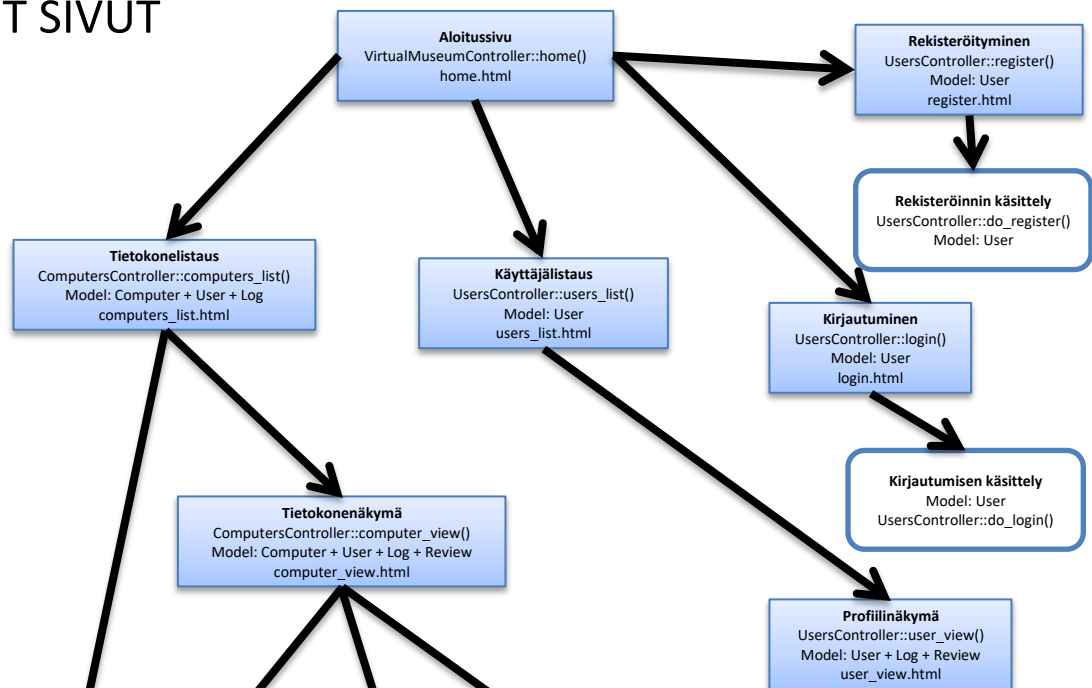 T SIVUT
Aloitussivu
VirtualMuseumController::home()
home.html
Rekisteröityminen
UsersController::register()
Model: User
register.html
Rekisteröinnin käsittely
UsersController::do_register()
Model: User
Tietokonelistaus
ComputersController::computers_list()
Model: Computer + User + Log
computers_list.html
Käyttäjälistaus
UsersController::users_list()
Model: User
users_list.html
Kirjautuminen
UsersController::login()
Model: User
login.html
Kirjautumisen käsittely
Model: User
UsersController::do_login()
Tietokonenäkymä
ComputersController::computer_view()
Model: Computer + User + Log + Review
computer_view.html
Profiilinäkymä
UsersController::user_view()
Model: User + Log + Review
user_view.html